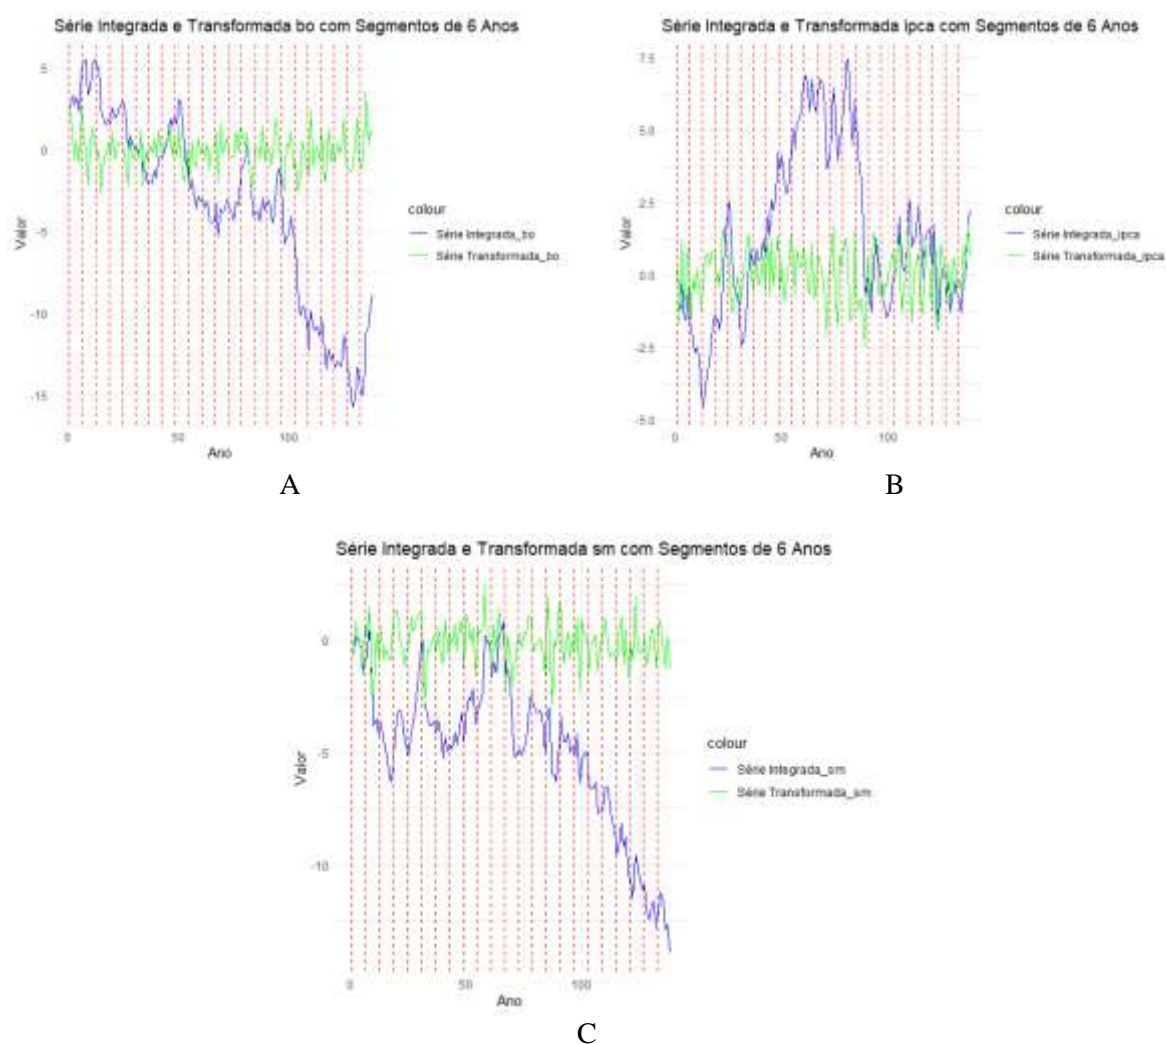 Série Integrada e Transformada bo com Segmentos de 6 Anos
5
0
-5
-10
-15
Valor
0 50 100
Ano
colour
Série Integrada_bo
Série Transformada_bo
A
Série Integrada e Transformada ipca com Segmentos de 6 Anos
7.5
5.0
2.5
0.0
-2.5
-5.0
Valor
0 50 100
Ano
colour
Série Integrada_ipca
Série Transformada_ipca
B
Série Integrada e Transformada sm com Segmentos de 6 Anos
0
-5
-10
Valor
0 50 100
Ano
colour
Série Integrada_sm
Série Transformada_sm
C